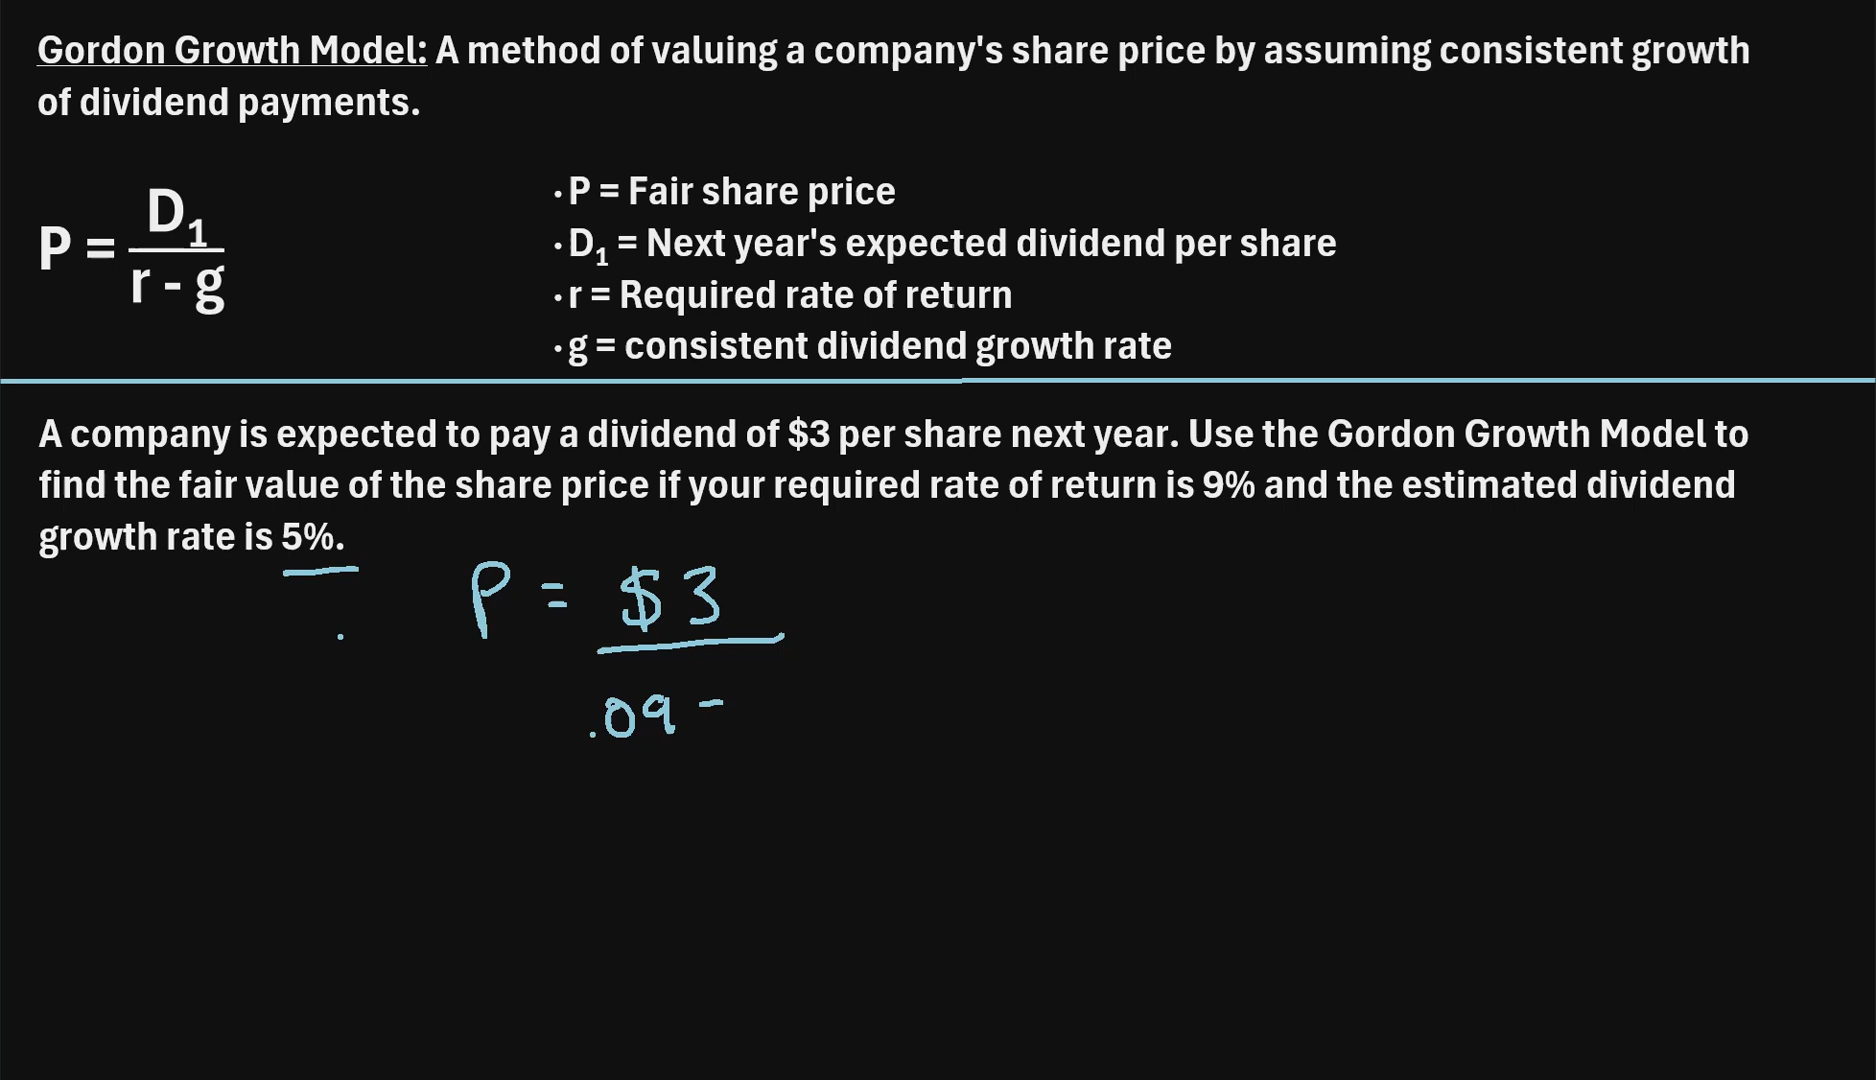 Gordon Growth Model: A method of valuing a company's share price by assuming consistent growth
of dividend payments.
P = D₁ / r - g
· P = Fair share price
· D₁ = Next year's expected dividend per share
· r = Required rate of return
· g = consistent dividend growth rate
A company is expected to pay a dividend of $3 per share next year. Use the Gordon Growth Model to
find the fair value of the share price if your required rate of return is 9% and the estimated dividend
growth rate is 5%.
P = $3
.09 -